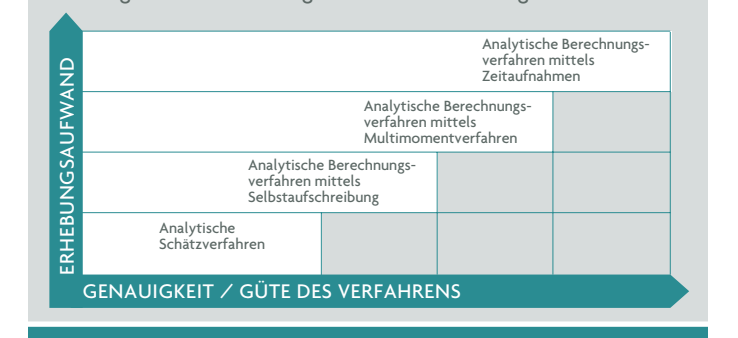 Analytische Berechnungs-
verfahren mittels
Zeitaufnahmen
Analytische Berechnungs-
verfahren mittels
Multimomentverfahren
Analytische Berechnungs-
verfahren mittels
Selbstaufschreibung
Analytische
Schätzverfahren
ERHEBUNGSAUFWAND
GENAUIGKEIT / GÜTE DES VERFAHRENS